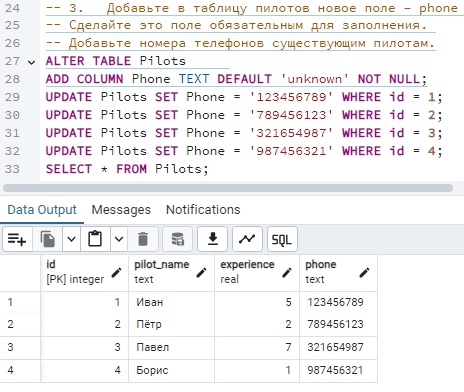 24 -- 3. Добавьте в таблицу пилотов новое поле - phone
25 -- Сделайте это поле обязательным для заполнения.
26 -- Добавьте номера телефонов существующим пилотам.
27 ALTER TABLE Pilots
28 ADD COLUMN Phone TEXT DEFAULT 'unknown' NOT NULL;
29 UPDATE Pilots SET Phone = '123456789' WHERE id = 1;
30 UPDATE Pilots SET Phone = '789456123' WHERE id = 2;
31 UPDATE Pilots SET Phone = '321654987' WHERE id = 3;
32 UPDATE Pilots SET Phone = '987456321' WHERE id = 4;
33 SELECT * FROM Pilots;
Data Output Messages Notifications
SQL
id pilot_name experience phone
[PK] integer text real text
1 1 Иван 5 123456789
2 2 Пётр 2 789456123
3 3 Павел 7 321654987
4 4 Борис 1 987456321